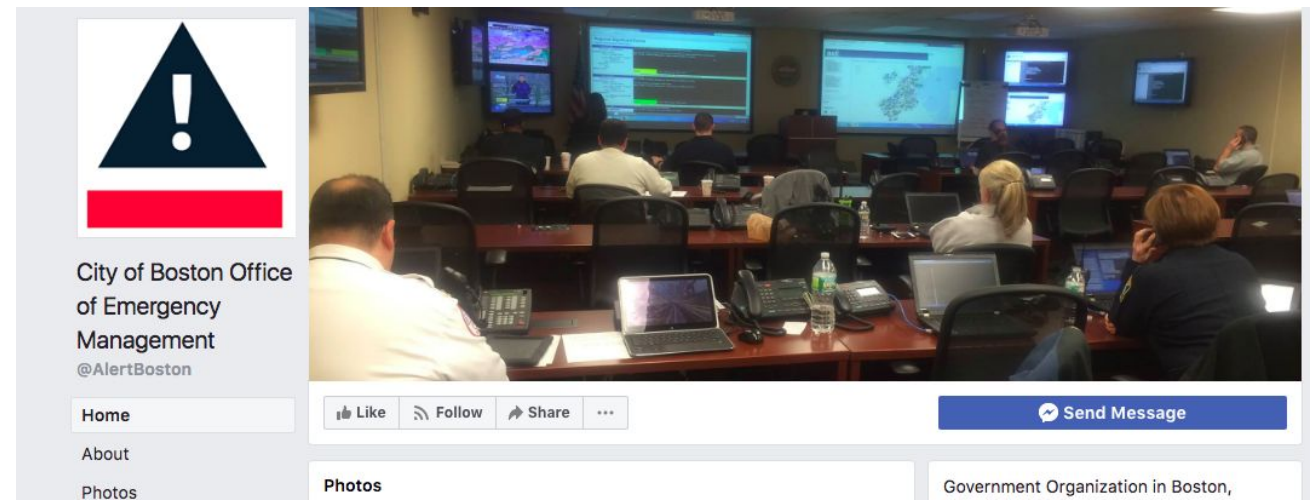 City of Boston Office
of Emergency
Management
@AlertBoston
Home
About
Photos
Like
Follow
Share
Send Message
Photos
Government Organization in Boston,